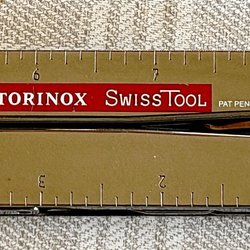 6 7
TORINOX SWISSTOOL PAT PEN
3 2